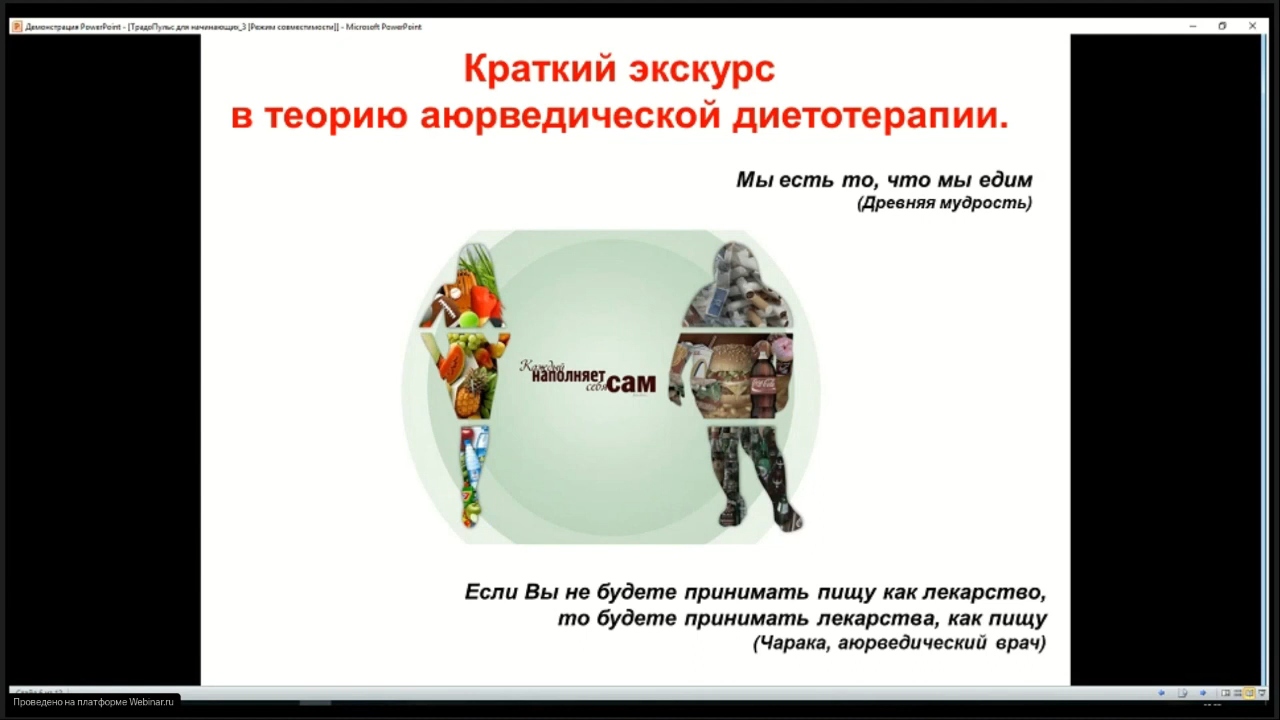 Демонстрация PowerPoint - [ТрадоПульс для начинающих_3 [Режим совместимости]] - Microsoft PowerPoint
Краткий экскурс
в теорию аюрведической диетотерапии.
Мы есть то, что мы едим
(Древняя мудрость)
Каждый
наполняет
себя сам
Coca-Cola
Если Вы не будете принимать пищу как лекарство,
то будете принимать лекарства, как пищу
(Чарака, аюрведический врач)
Проведено на платформе Webinar.ru